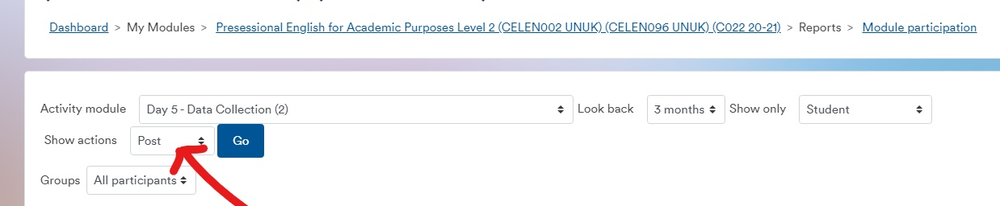 Dashboard > My Modules > Presessional English for Academic Purposes Level 2 (CELEN002 UNUK) (CELEN096 UNUK) (C022 20-21) > Reports > Module participation
Activity module Day 5 - Data Collection (2) Look back 3 months Show only Student
Show actions Post Go
Groups All participants